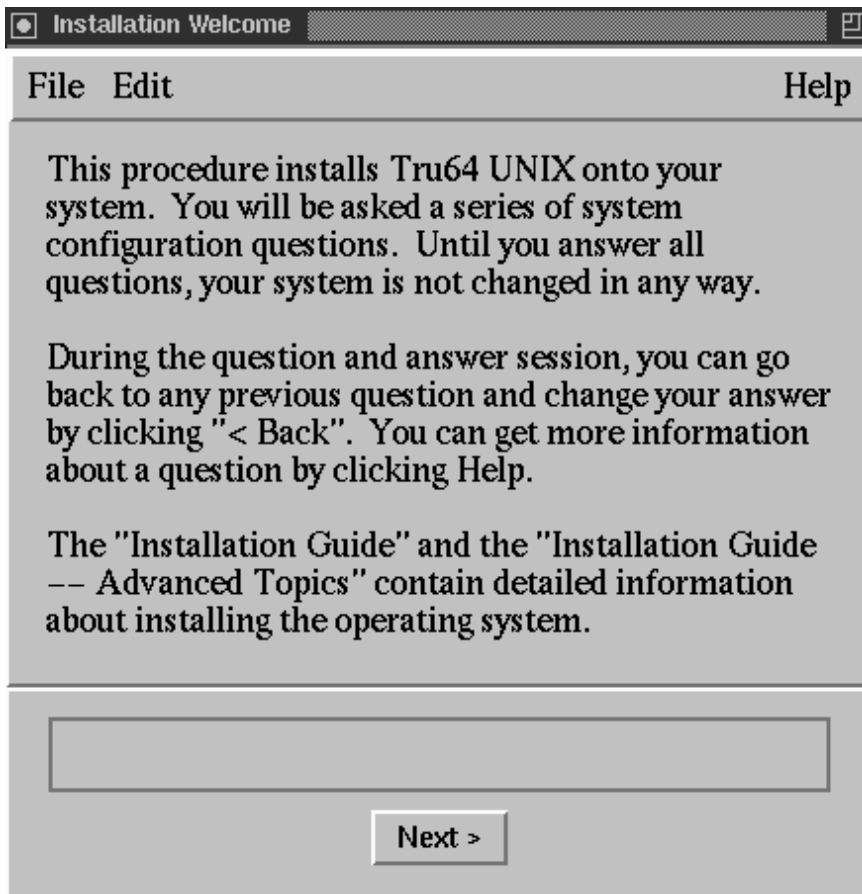 Installation Welcome
File Edit Help
This procedure installs Tru64 UNIX onto your
system. You will be asked a series of system
configuration questions. Until you answer all
questions, your system is not changed in any way.
During the question and answer session, you can go
back to any previous question and change your answer
by clicking "< Back". You can get more information
about a question by clicking Help.
The "Installation Guide" and the "Installation Guide
-- Advanced Topics" contain detailed information
about installing the operating system.
Next >